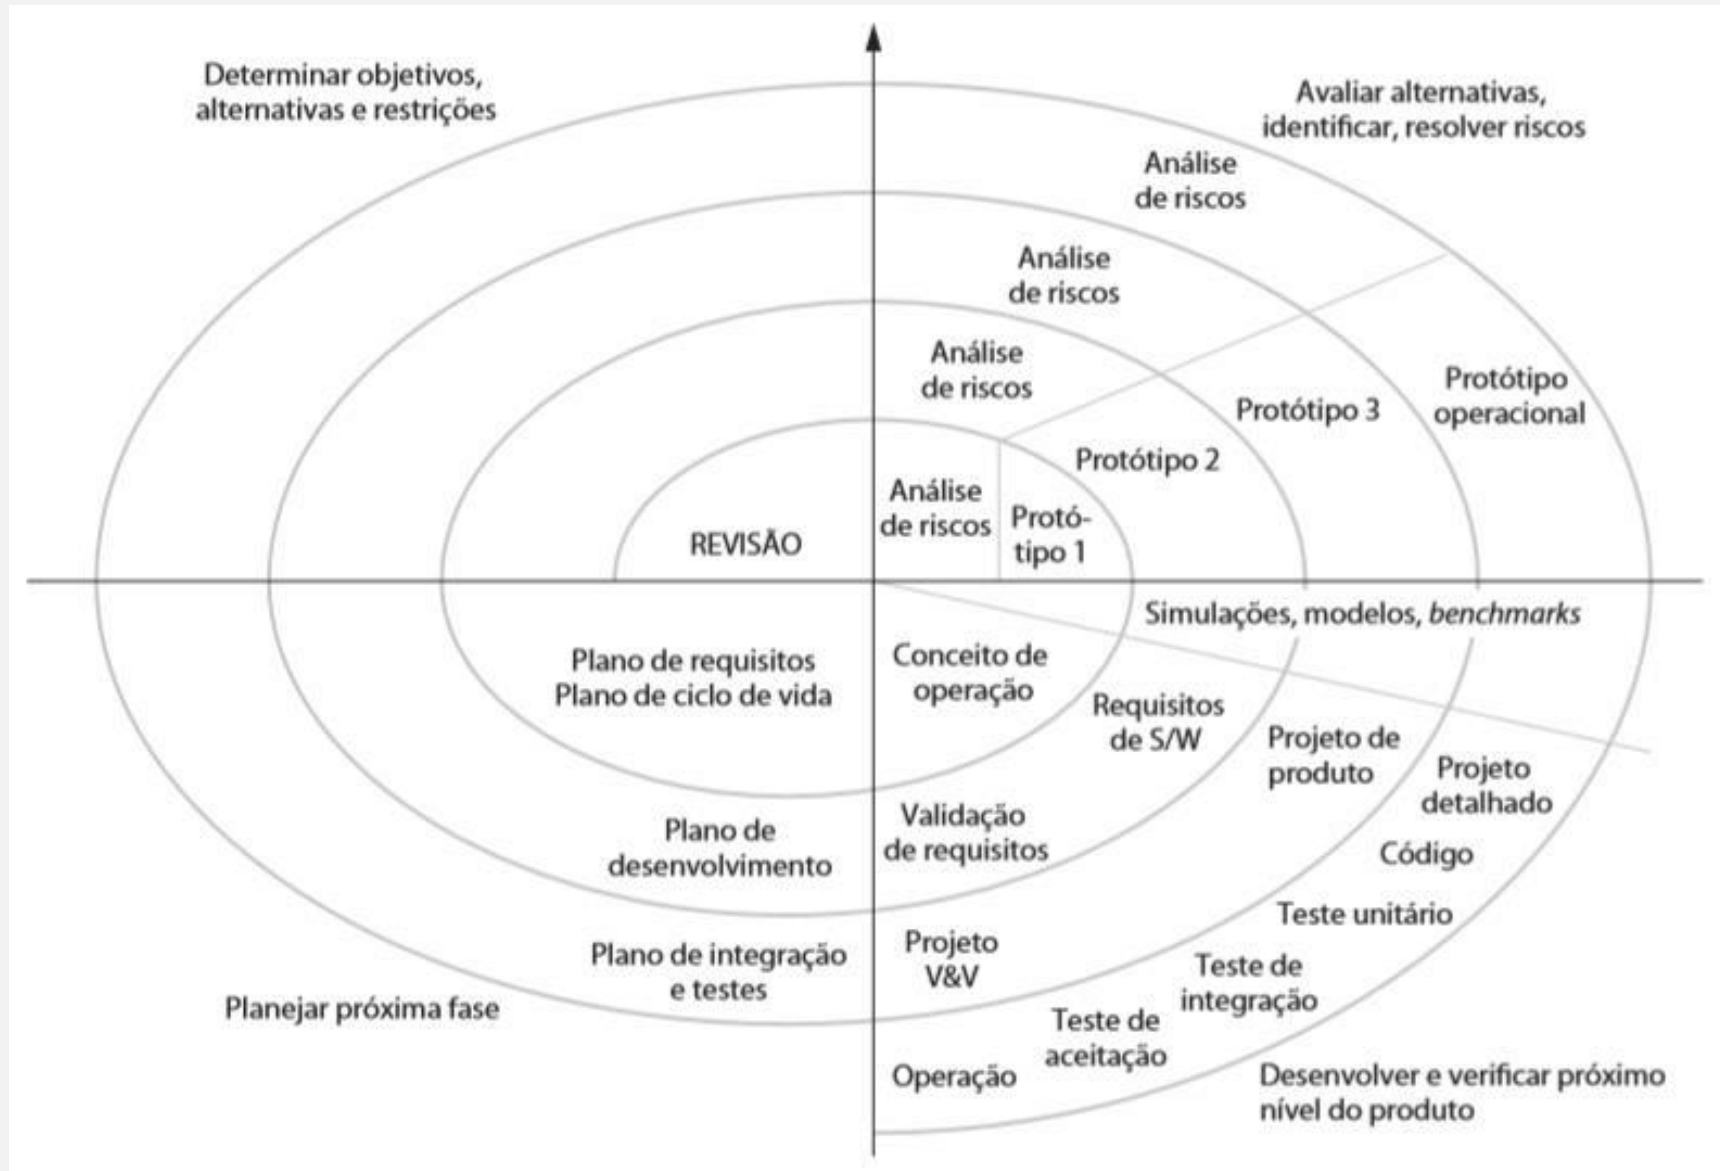 Determinar objetivos,
alternativas e restrições
Avaliar alternativas,
identificar, resolver riscos
Análise
de riscos
Análise
de riscos
Análise
de riscos
Protótipo
operacional
Protótipo 3
Protótipo 2
Análise
de riscos
Protó-
tipo 1
REVISÃO
Simulações, modelos, benchmarks
Plano de requisitos
Plano de ciclo de vida
Conceito de
operação
Requisitos
de S/W
Projeto de
produto
Projeto
detalhado
Plano de
desenvolvimento
Validação
de requisitos
Código
Teste unitário
Plano de integração
e testes
Projeto
V&V
Teste de
integração
Planejar próxima fase
Teste de
aceitação
Operação
Desenvolver e verificar próximo
nível do produto